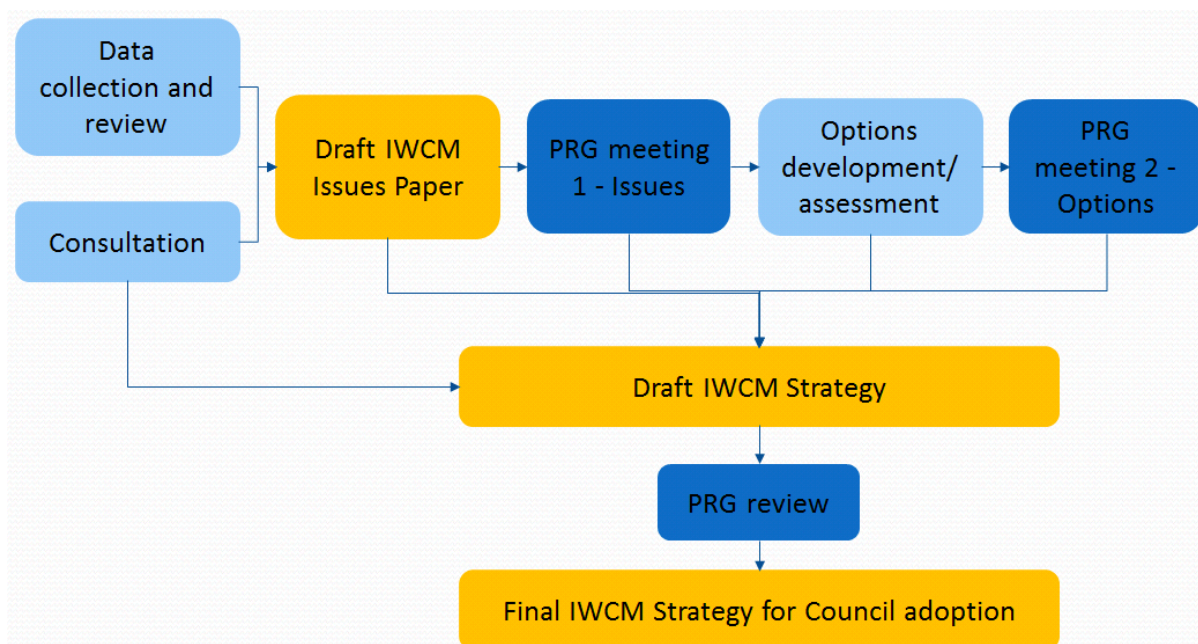 Data
collection and
review
Consultation
Draft IWCM
Issues Paper
PRG meeting
1 - Issues
Options
development/
assessment
PRG
meeting 2 -
Options
Draft IWCM Strategy
PRG review
Final IWCM Strategy for Council adoption